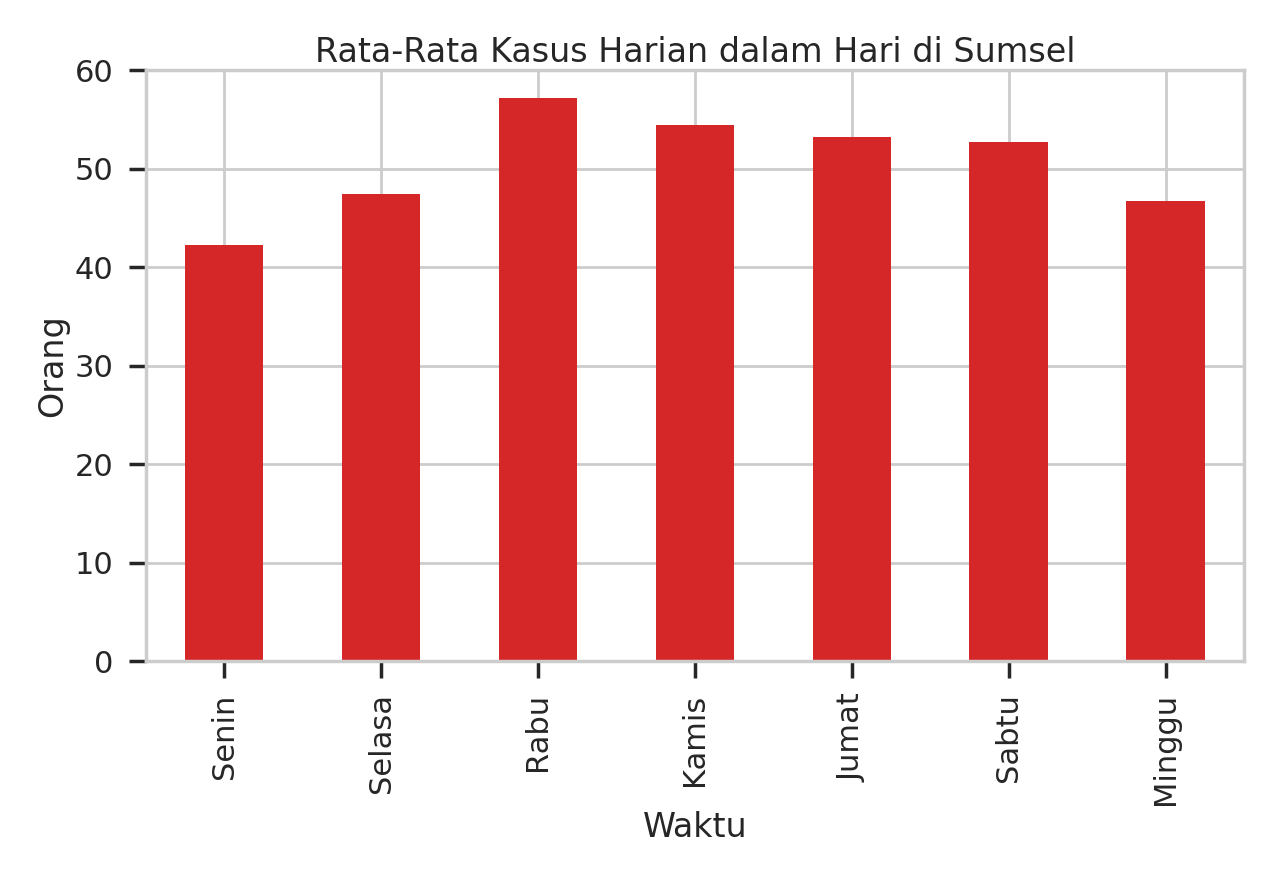 Rata-Rata Kasus Harian dalam Hari di Sumsel
60
50
40
30
20
10
0
Orang
Senin
Selasa
Rabu
Kamis
Jumat
Sabtu
Minggu
Waktu